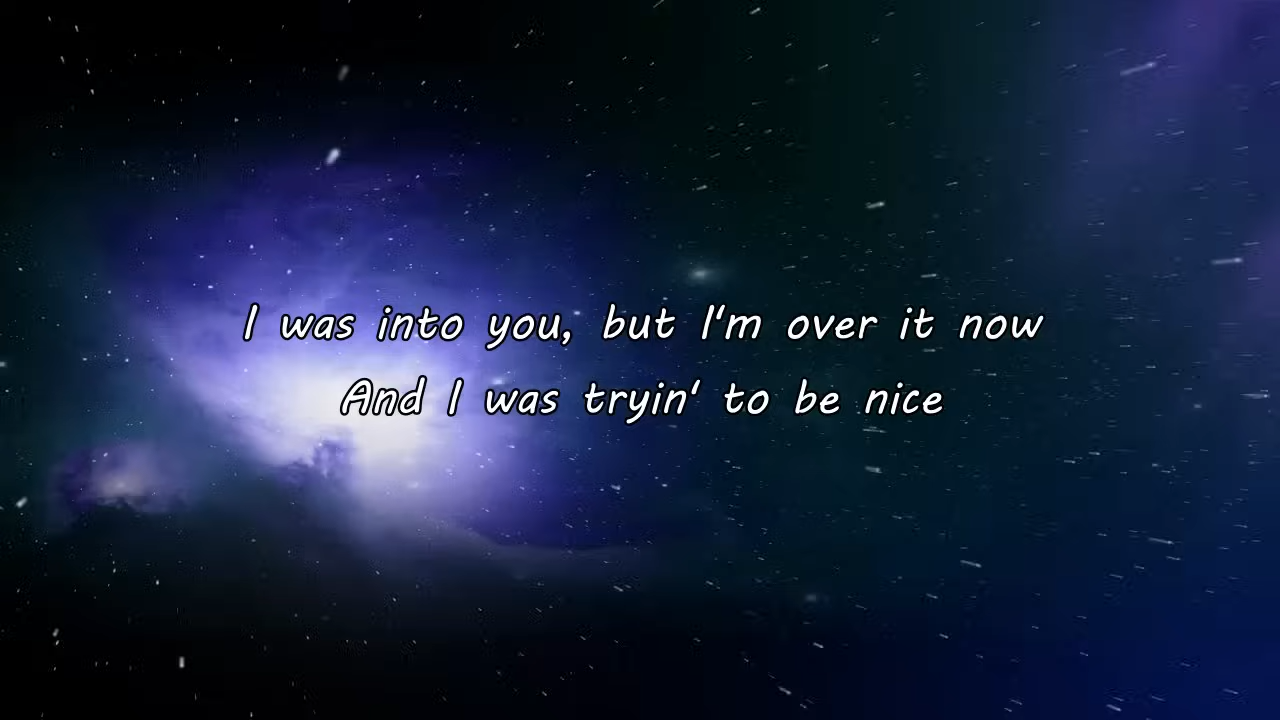 I was into you, but I'm over it now
And I was tryin' to be nice